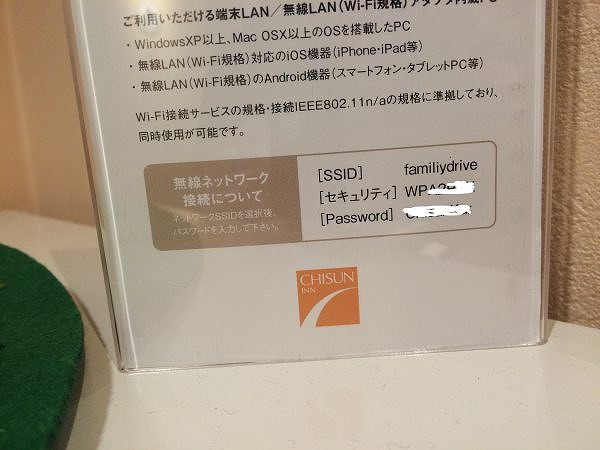 ご利用いただける端末LAN／無線LAN（Wi-Fi規格）アダプタ内蔵PC
・WindowsXP以上、Mac OSX以上のOSを搭載したPC
・無線LAN（Wi-Fi規格）対応のiOS機器（iPhone・iPad等）
・無線LAN（Wi-Fi規格）のAndroid機器（スマートフォン・タブレットPC等）
Wi-Fi接続サービスの規格・接続IEEE802.11n/aの規格に準拠しており、
同時使用が可能です。
無線ネットワーク
接続について
ネットワークSSIDを選択後、
パスワードを入力して下さい。
[SSID] familiydrive
[セキュリティ]
[Password]
CHISUN
INN